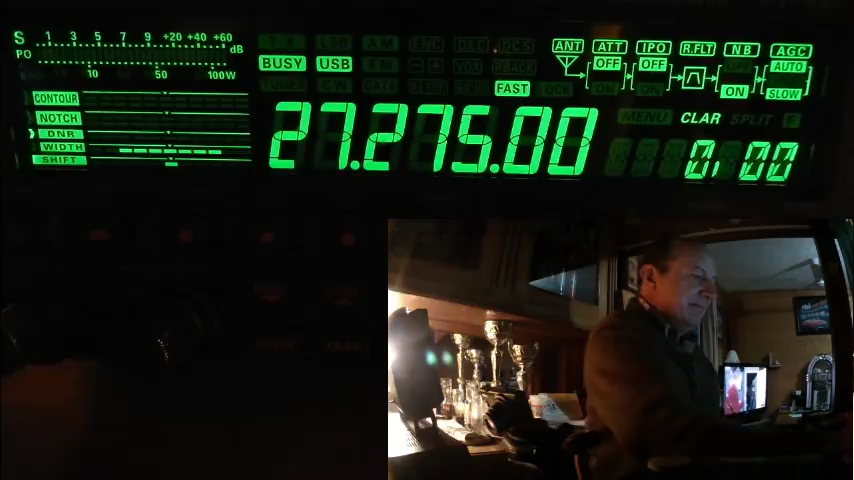 S 1 3 5 7 9 +20 +40 +60 dB
PO 10 50 100W
BUSY USB
FAST
ANT ATT IPO R.FLT NB AGC
OFF OFF AUTO
ON SLOW
CONTOUR
NOTCH
DNR
WIDTH
SHIFT
27.275.00
MENU CLAR SPLIT
0.00